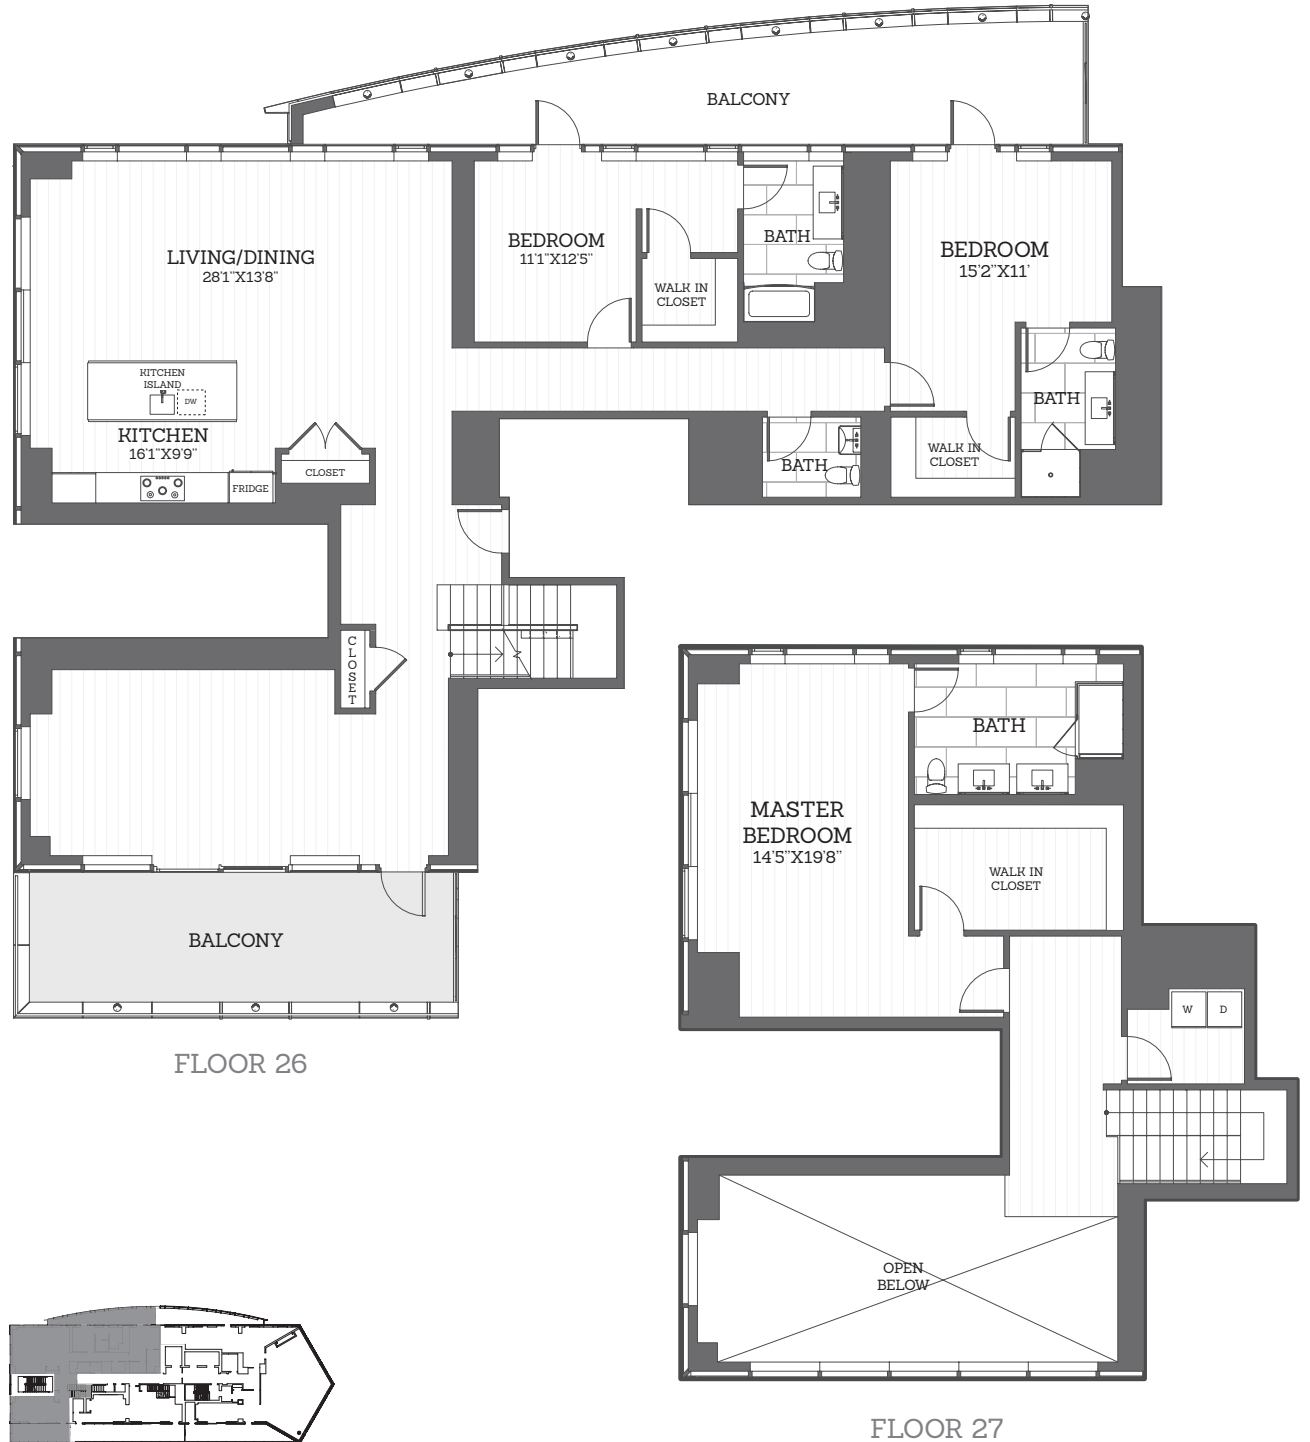 BALCONY
LIVING/DINING
28'1"X13'8"
BEDROOM
11'1"X12'5"
WALK IN
CLOSET
BATH
BEDROOM
15'2"X11'
BATH
KITCHEN
ISLAND
DW
KITCHEN
16'1"X9'9"
CLOSET
FRIDGE
BATH
WALK IN
CLOSET
CLOSET
BALCONY
FLOOR 26
BATH
MASTER
BEDROOM
14'5"X19'8"
WALK IN
CLOSET
W
D
OPEN
BELOW
FLOOR 27